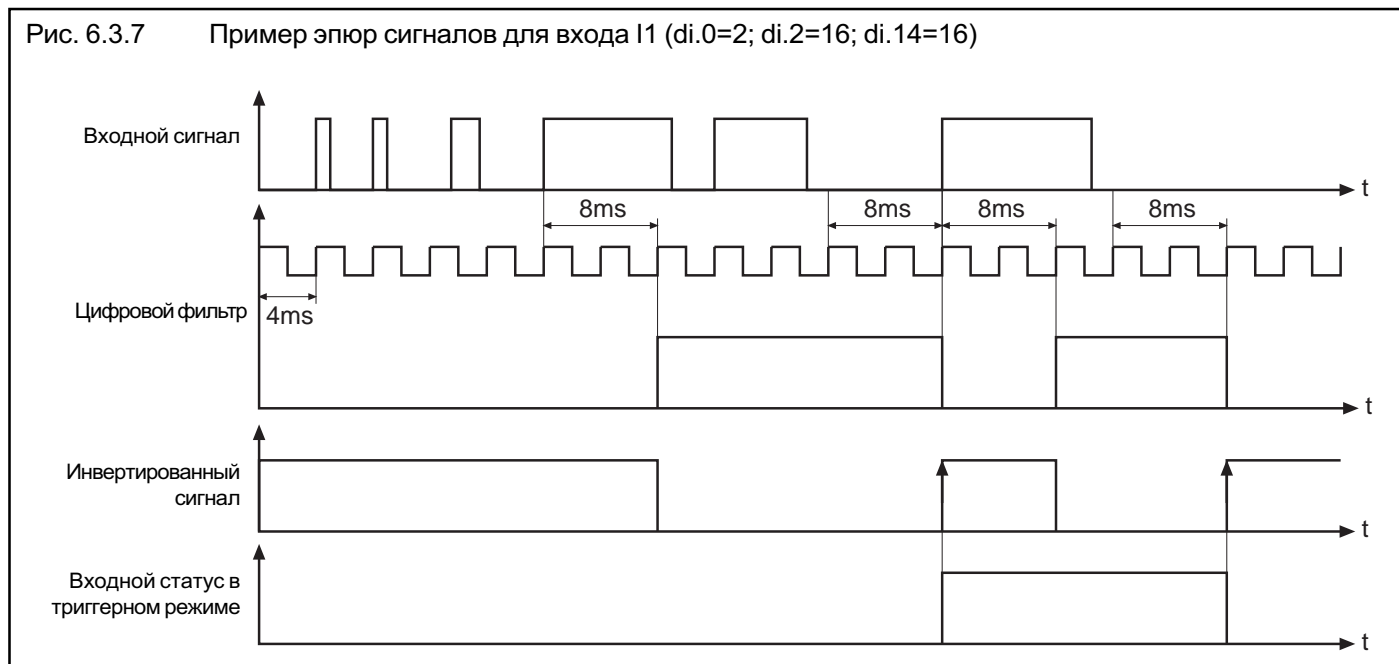 Рис. 6.3.7 Пример эпюр сигналов для входа I1 (di.0=2; di.2=16; di.14=16)
Входной сигнал
t
8ms 8ms 8ms 8ms
Цифровой фильтр
4ms
t
Инвертированный
сигнал
t
Входной статус в
триггерном режиме
t